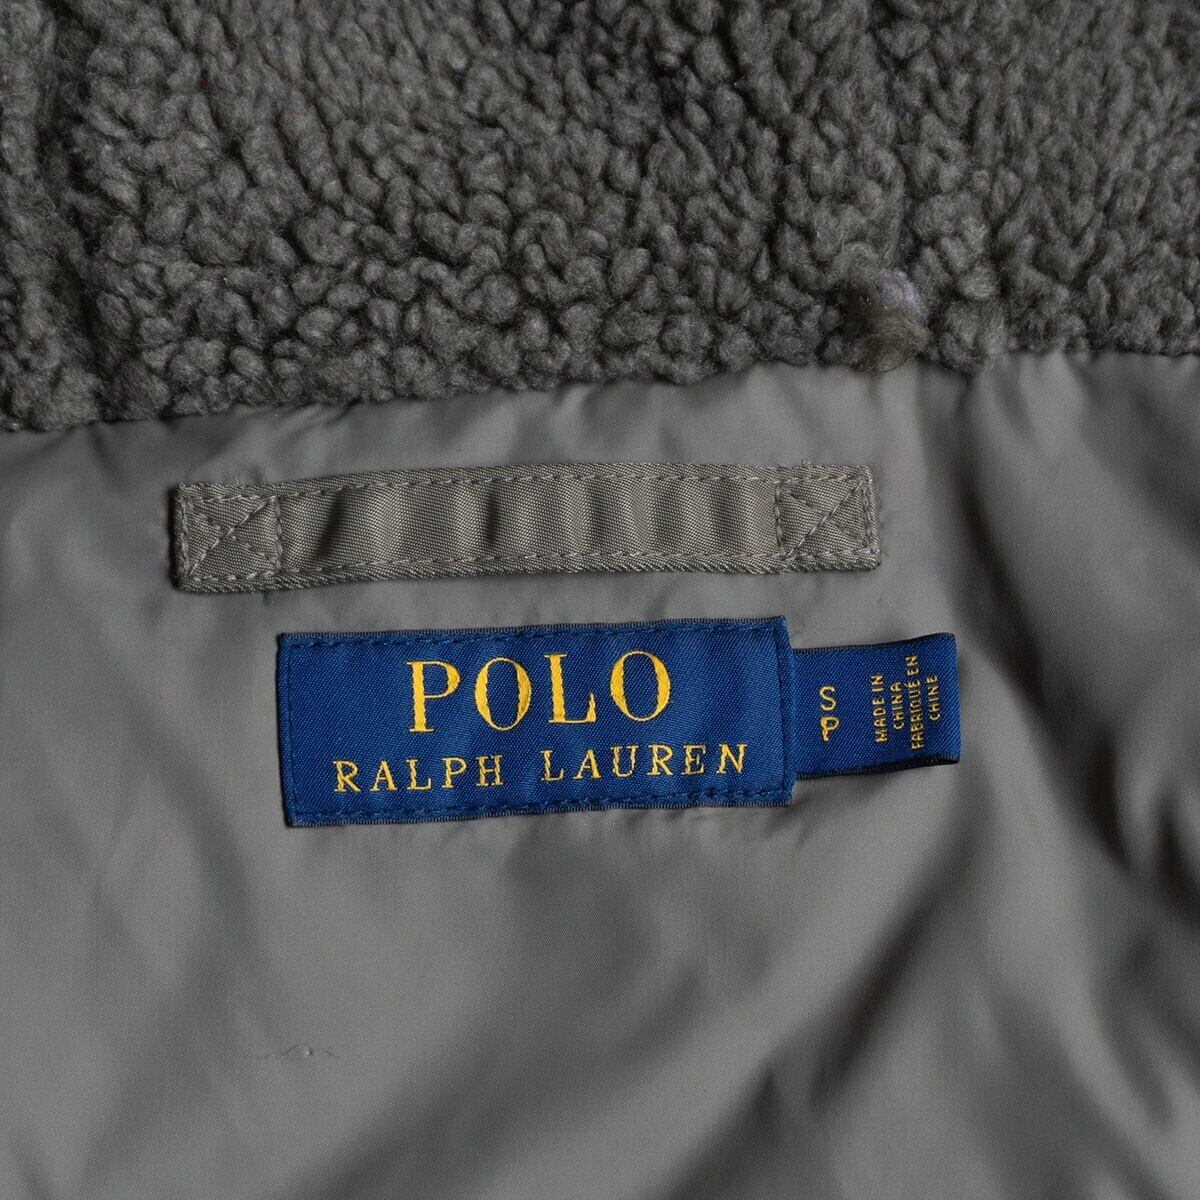 POLO
RALPH LAUREN
S
P
MADE IN
CHINA
FABRIQUÉ EN
CHINE